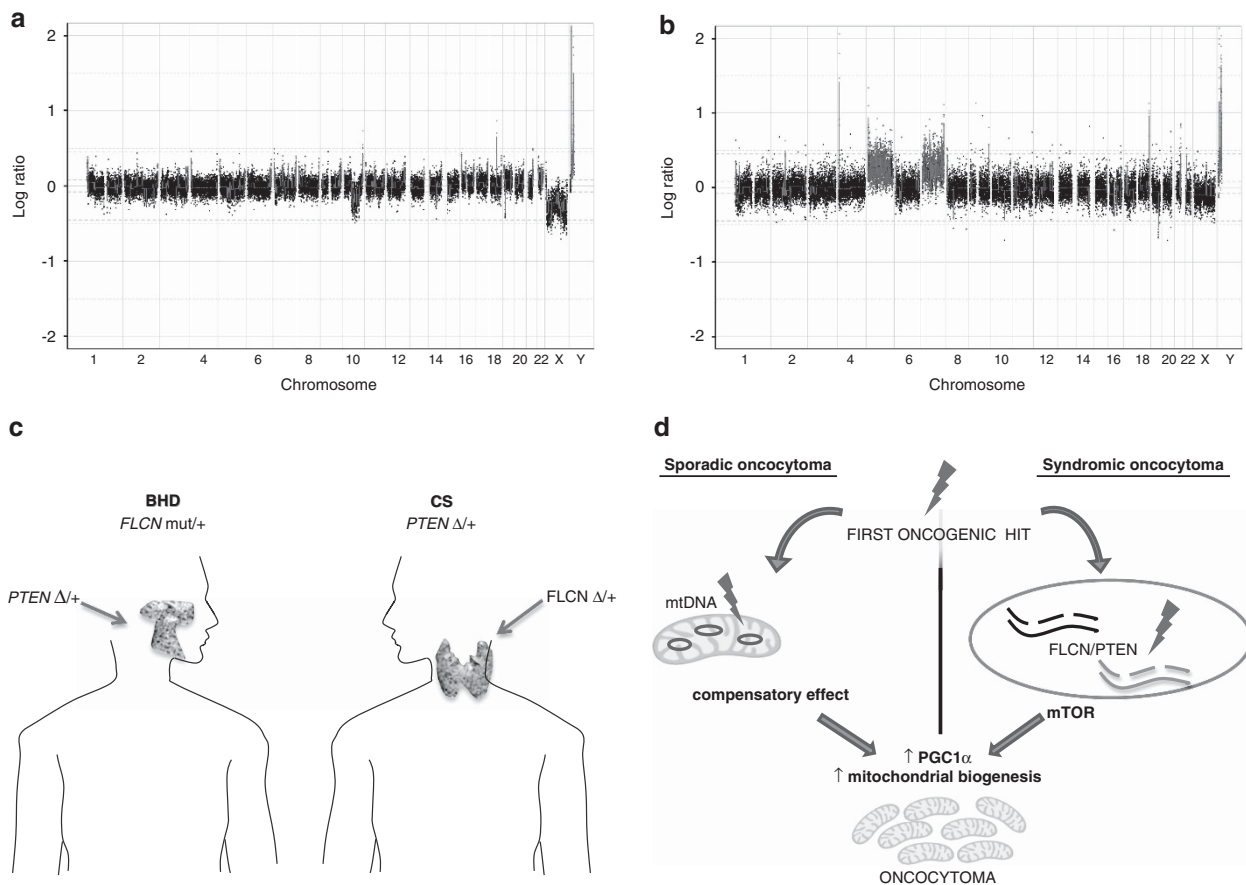 a
2
1
0
-1
-2
Log ratio
1 2 4 6 8 10 12 14 16 18 20 22 X Y
Chromosome
b
2
1
0
-1
-2
Log ratio
1 2 4 6 8 10 12 14 16 18 20 22 X Y
Chromosome
c
BHD
FLCN mut/+
CS
PTEN Δ/+
PTEN Δ/+
FLCN Δ/+
d
Sporadic oncocytoma
Syndromic oncocytoma
FIRST ONCOGENIC HIT
mtDNA
FLCN/PTEN
compensatory effect
mTOR
↑ PGC1α
↑ mitochondrial biogenesis
ONCOCYTOMA